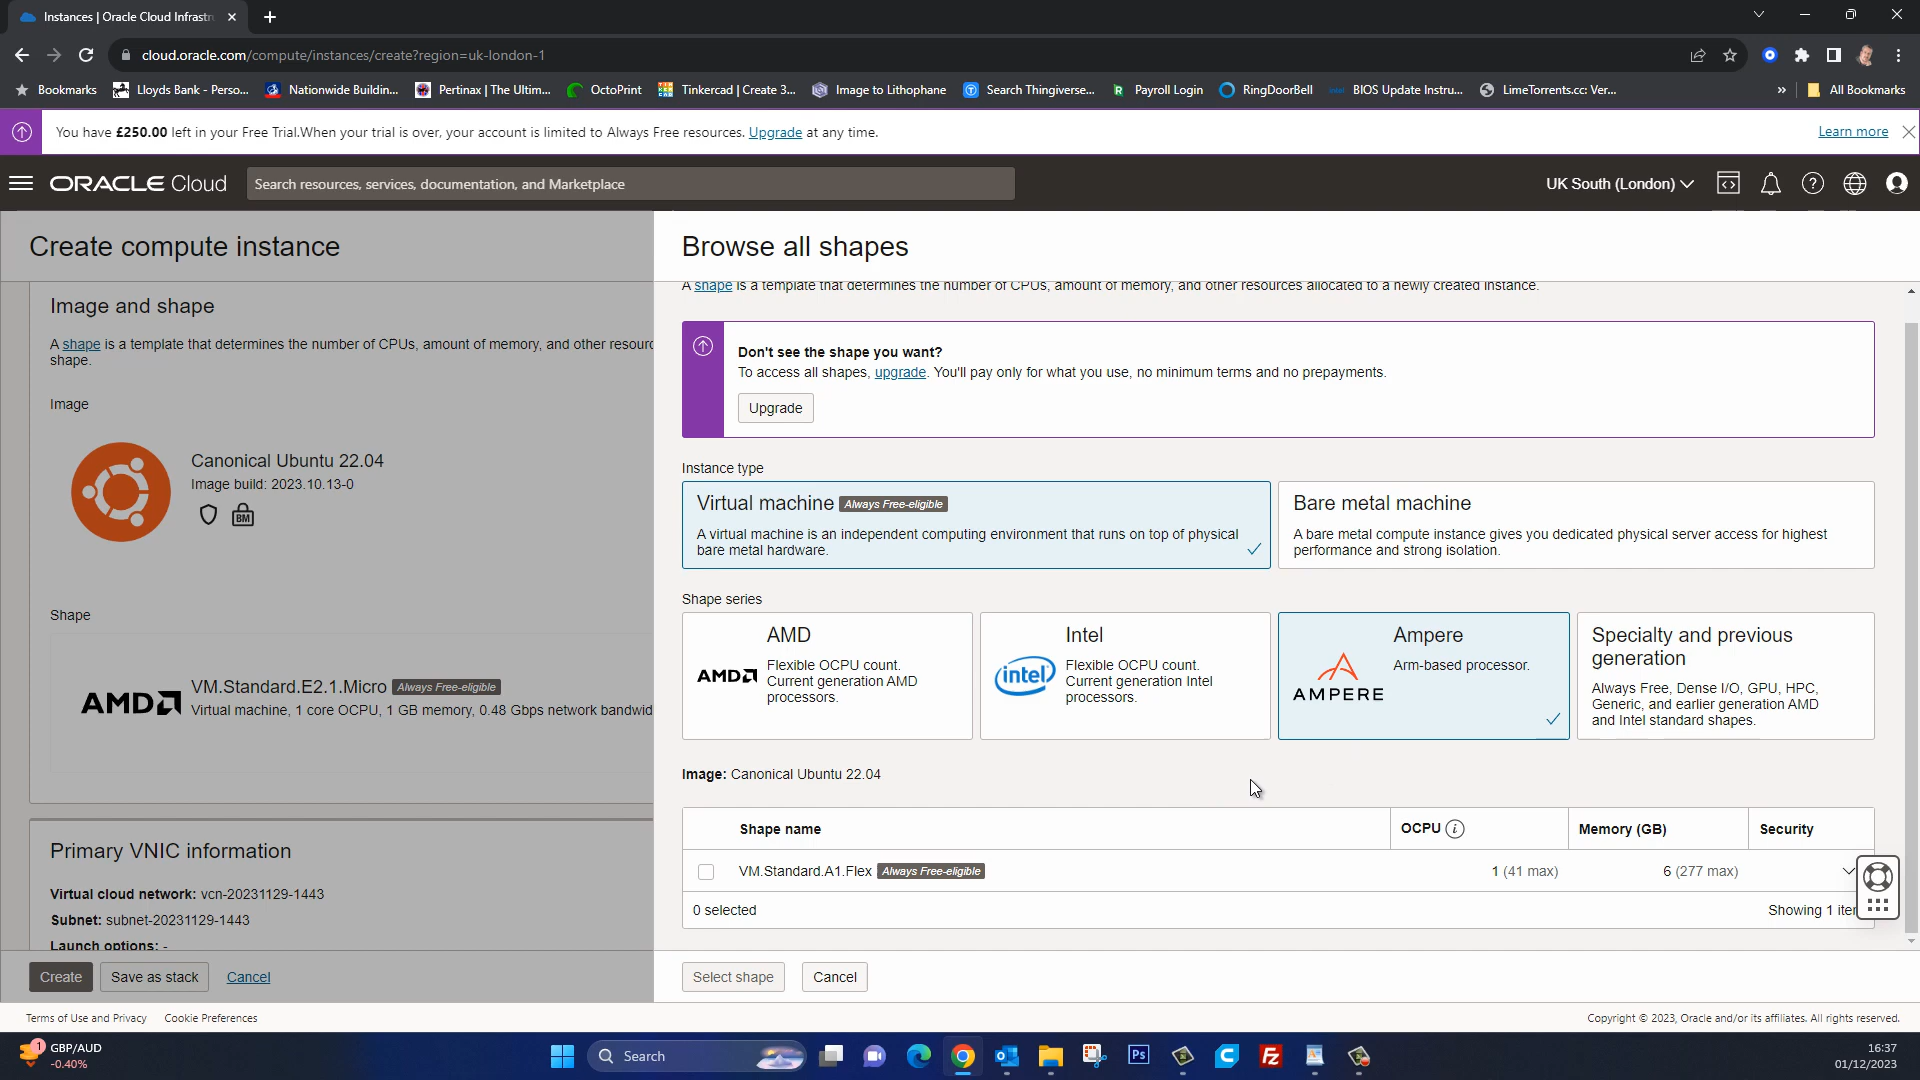 Instances | Oracle Cloud Infrastr
cloud.oracle.com/compute/instances/create?region=uk-london-1
Bookmarks
Lloyds Bank - Perso...
Nationwide Buildin...
Pertinax | The Ultim...
OctoPrint
Tinkercad | Create 3...
Image to Lithophane
Search Thingiverse...
Payroll Login
RingDoorBell
BIOS Update Instru...
LimeTorrents.cc: Ver...
»
All Bookmarks
You have £250.00 left in your Free Trial.When your trial is over, your account is limited to Always Free resources. Upgrade at any time.
Learn more
ORACLE Cloud
Search resources, services, documentation, and Marketplace
UK South (London)
Create compute instance
Image and shape
A shape is a template that determines the number of CPUs, amount of memory, and other resourc
shape.
Image
Canonical Ubuntu 22.04
Image build: 2023.10.13-0
BM
Shape
AMD
VM.Standard.E2.1.Micro Always Free-eligible
Virtual machine, 1 core OCPU, 1 GB memory, 0.48 Gbps network bandwid
Primary VNIC information
Virtual cloud network: vcn-20231129-1443
Subnet: subnet-20231129-1443
Launch options: -
Create
Save as stack
Cancel
Browse all shapes
A shape is a template that determines the number of CPUs, amount of memory, and other resources allocated to a newly created instance.
Don't see the shape you want?
To access all shapes, upgrade. You'll pay only for what you use, no minimum terms and no prepayments.
Upgrade
Instance type
Virtual machine Always Free-eligible
A virtual machine is an independent computing environment that runs on top of physical
bare metal hardware.
Bare metal machine
A bare metal compute instance gives you dedicated physical server access for highest
performance and strong isolation.
Shape series
AMD
AMD
Flexible OCPU count.
Current generation AMD
processors.
intel
Intel
Flexible OCPU count.
Current generation Intel
processors.
AMPERE
Ampere
Arm-based processor.
Specialty and previous
generation
Always Free, Dense I/O, GPU, HPC,
Generic, and earlier generation AMD
and Intel standard shapes.
Image: Canonical Ubuntu 22.04
Shape name
OCPU
Memory (GB)
Security
VM.Standard.A1.Flex Always Free-eligible
1 (41 max)
6 (277 max)
0 selected
Showing 1 iter
Select shape
Cancel
Terms of Use and Privacy
Cookie Preferences
Copyright © 2023, Oracle and/or its affiliates. All rights reserved.
1
GBP/AUD
-0.40%
Search
Ps
Fz
16:37
01/12/2023